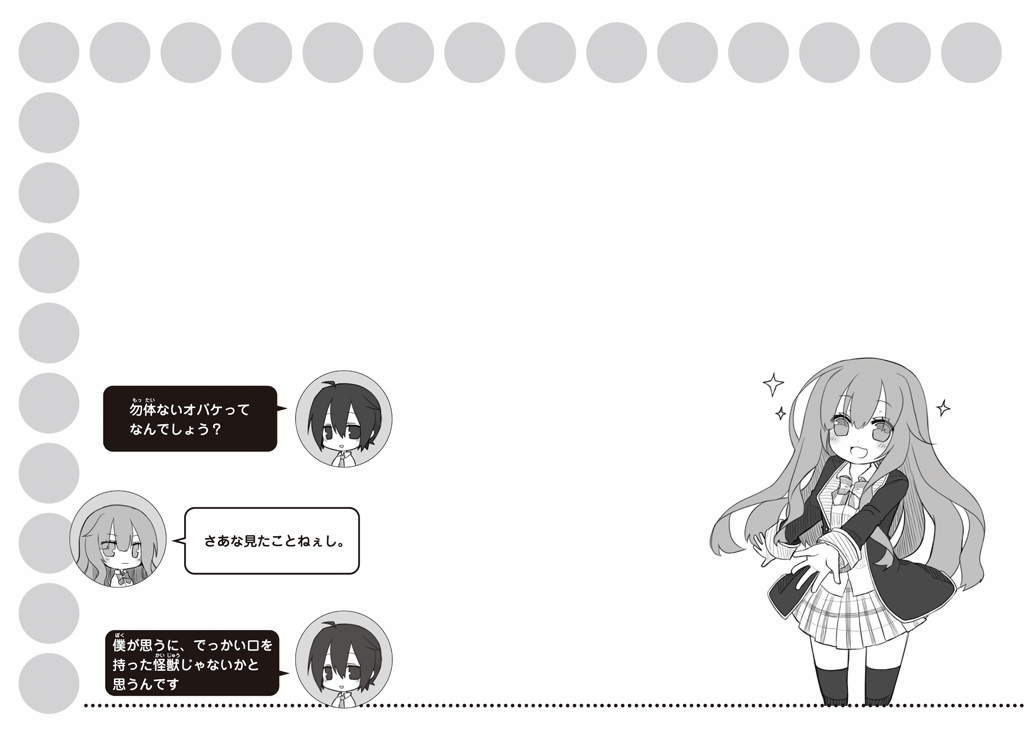 勿体ないオバケって
なんでしょう？
さあな見たことねぇし。
僕が思うに、でっかい口を
持った怪獣じゃないかと
思うんです